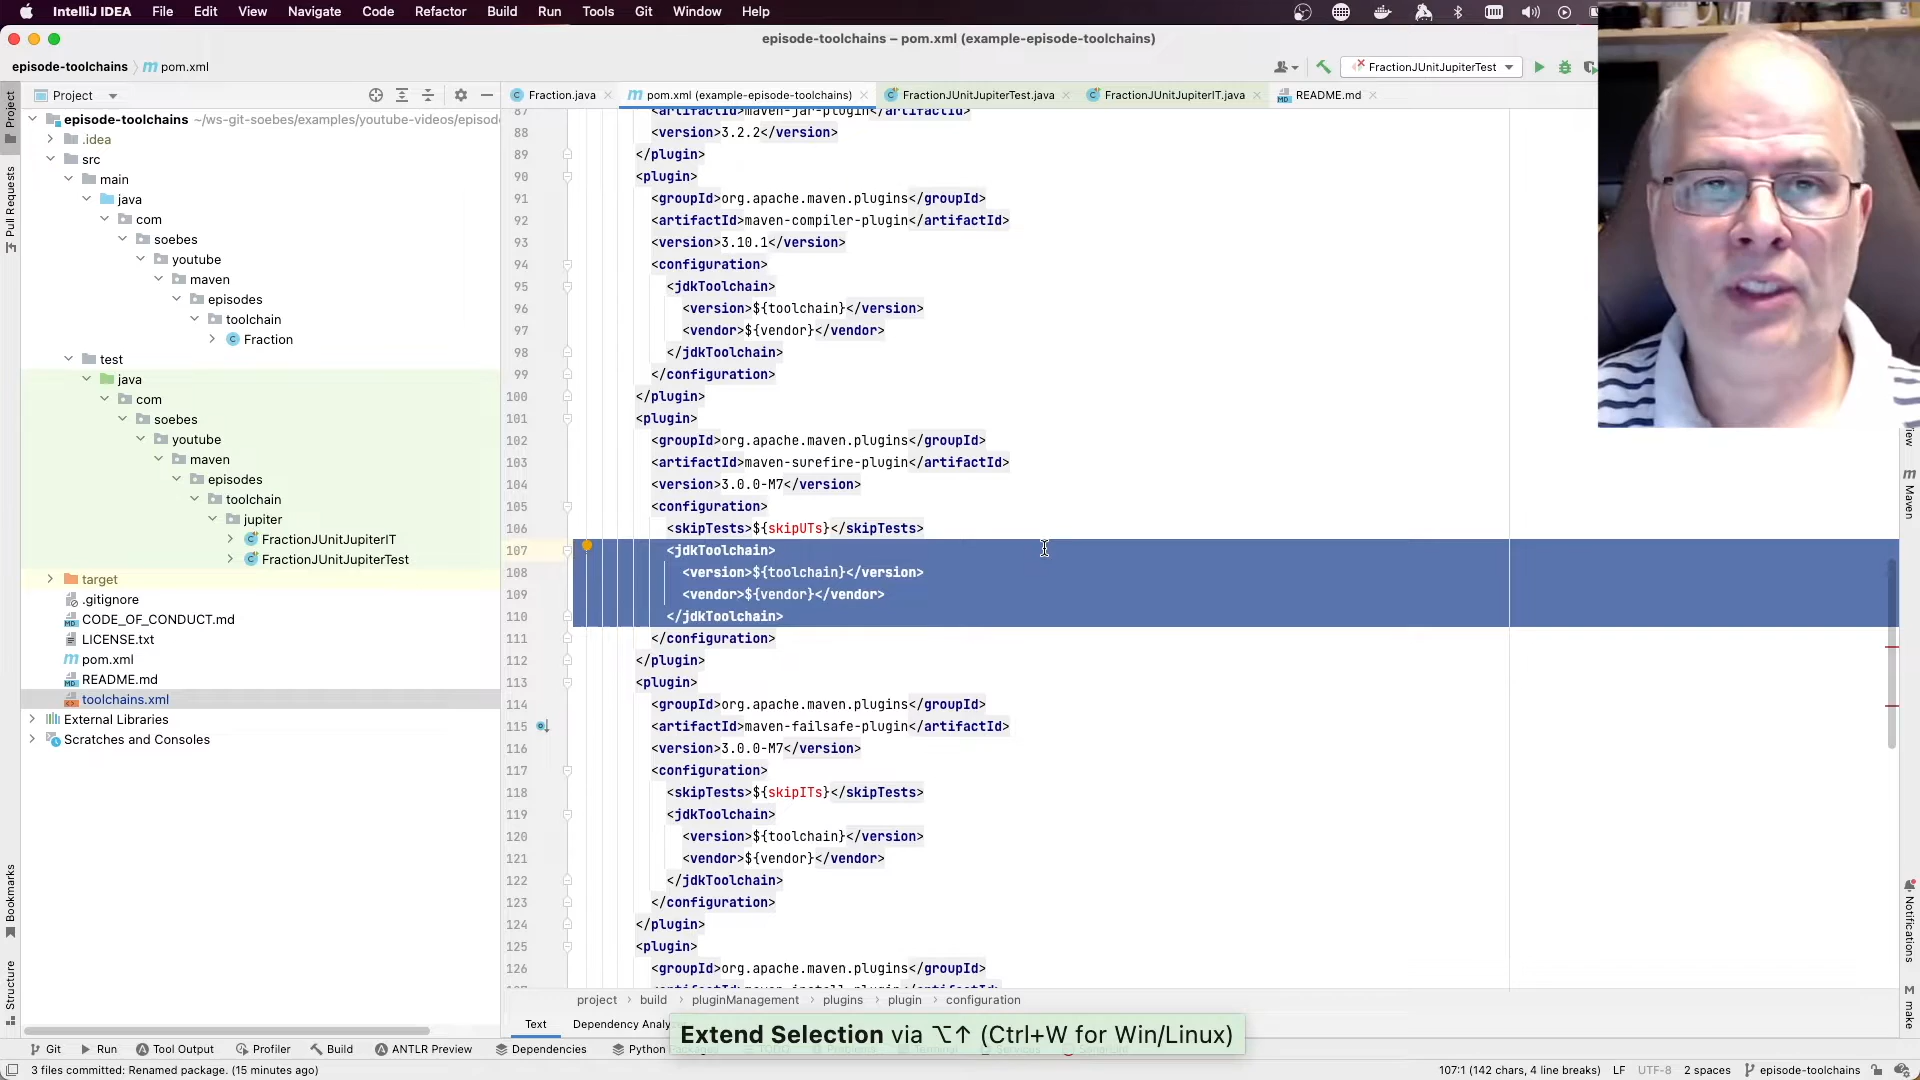 IntelliJ IDEA File Edit View Navigate Code Refactor Build Run Tools Git Window Help
episode-toolchains – pom.xml (example-episode-toolchains)
episode-toolchains pom.xml
FractionJUnitJupiterTest
Project
Fraction.java
pom.xml (example-episode-toolchains)
FractionJUnitJupiterTest.java
FractionJUnitJupiterIT.java
README.md
Project
Pull Requests
Bookmarks
Structure
episode-toolchains ~/ws-git-soebes/examples/youtube-videos/episod
.idea
src
main
java
com
soebes
youtube
maven
episodes
toolchain
Fraction
test
java
com
soebes
youtube
maven
episodes
toolchain
jupiter
FractionJUnitJupiterIT
FractionJUnitJupiterTest
target
.gitignore
CODE_OF_CONDUCT.md
LICENSE.txt
pom.xml
README.md
toolchains.xml
External Libraries
Scratches and Consoles
87 <artifactId>maven-jar-plugin</artifactId>
88 <version>3.2.2</version>
89 </plugin>
90 <plugin>
91 <groupId>org.apache.maven.plugins</groupId>
92 <artifactId>maven-compiler-plugin</artifactId>
93 <version>3.10.1</version>
94 <configuration>
95 <jdkToolchain>
96 <version>${toolchain}</version>
97 <vendor>${vendor}</vendor>
98 </jdkToolchain>
99 </configuration>
100 </plugin>
101 <plugin>
102 <groupId>org.apache.maven.plugins</groupId>
103 <artifactId>maven-surefire-plugin</artifactId>
104 <version>3.0.0-M7</version>
105 <configuration>
106 <skipTests>${skipUTs}</skipTests>
107 <jdkToolchain>
108 <version>${toolchain}</version>
109 <vendor>${vendor}</vendor>
110 </jdkToolchain>
111 </configuration>
112 </plugin>
113 <plugin>
114 <groupId>org.apache.maven.plugins</groupId>
115 <artifactId>maven-failsafe-plugin</artifactId>
116 <version>3.0.0-M7</version>
117 <configuration>
118 <skipTests>${skipITs}</skipTests>
119 <jdkToolchain>
120 <version>${toolchain}</version>
121 <vendor>${vendor}</vendor>
122 </jdkToolchain>
123 </configuration>
124 </plugin>
125 <plugin>
126 <groupId>org.apache.maven.plugins</groupId>
project build pluginManagement plugins plugin configuration
Text Dependency Analy
Extend Selection via ⌥↑ (Ctrl+W for Win/Linux)
Maven
Notifications
make
Git Run Tool Output Profiler Build ANTLR Preview Dependencies Python
3 files committed: Renamed package. (15 minutes ago)
107:1 (142 chars, 4 line breaks) LF UTF-8 2 spaces episode-toolchains